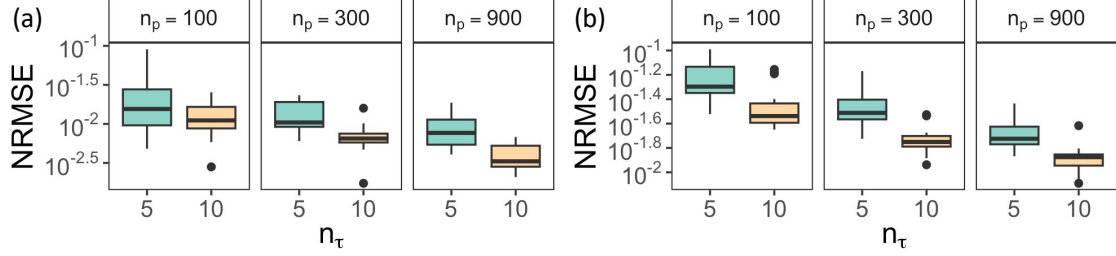 (a)
n_p = 100
n_p = 300
n_p = 900
NRMSE
10^-1
10^-1.5
10^-2
10^-2.5
5 10
5 10
5 10
n_τ
(b)
n_p = 100
n_p = 300
n_p = 900
NRMSE
10^-1
10^-1.2
10^-1.4
10^-1.6
10^-1.8
10^-2
5 10
5 10
5 10
n_τ